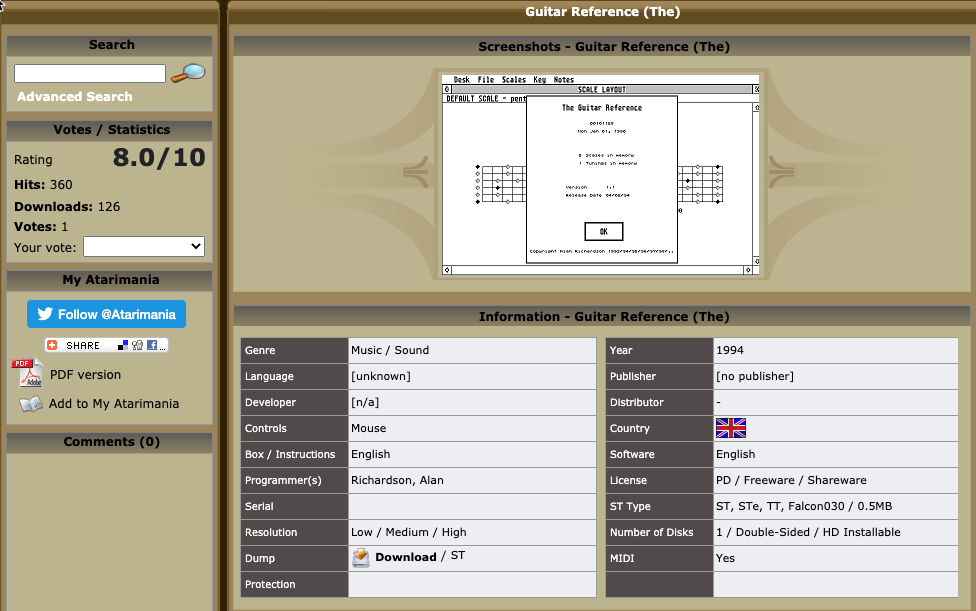 Guitar Reference (The)
Search
Advanced Search
Votes / Statistics
Rating 8.0/10
Hits: 360
Downloads: 126
Votes: 1
Your vote:
My Atarimania
Follow @Atarimania
SHARE ...
PDF Adobe PDF version
Add to My Atarimania
Comments (0)
Screenshots - Guitar Reference (The)
Desk File Scales Key Notes
SCALE LAYOUT
DEFAULT SCALE - pent
The Guitar Reference
Mon Jan 01, 1990
Scales in memory
1 Tunings in memory
Version 1.1
Release Date 04/02/94
OK
Copyright Alan Richardson
Information - Guitar Reference (The)
Genre Music / Sound
Language [unknown]
Developer [n/a]
Controls Mouse
Box / Instructions English
Programmer(s) Richardson, Alan
Serial
Resolution Low / Medium / High
Dump Download / ST
Protection
Year 1994
Publisher [no publisher]
Distributor -
Country
Software English
License PD / Freeware / Shareware
ST Type ST, STe, TT, Falcon030 / 0.5MB
Number of Disks 1 / Double-Sided / HD Installable
MIDI Yes